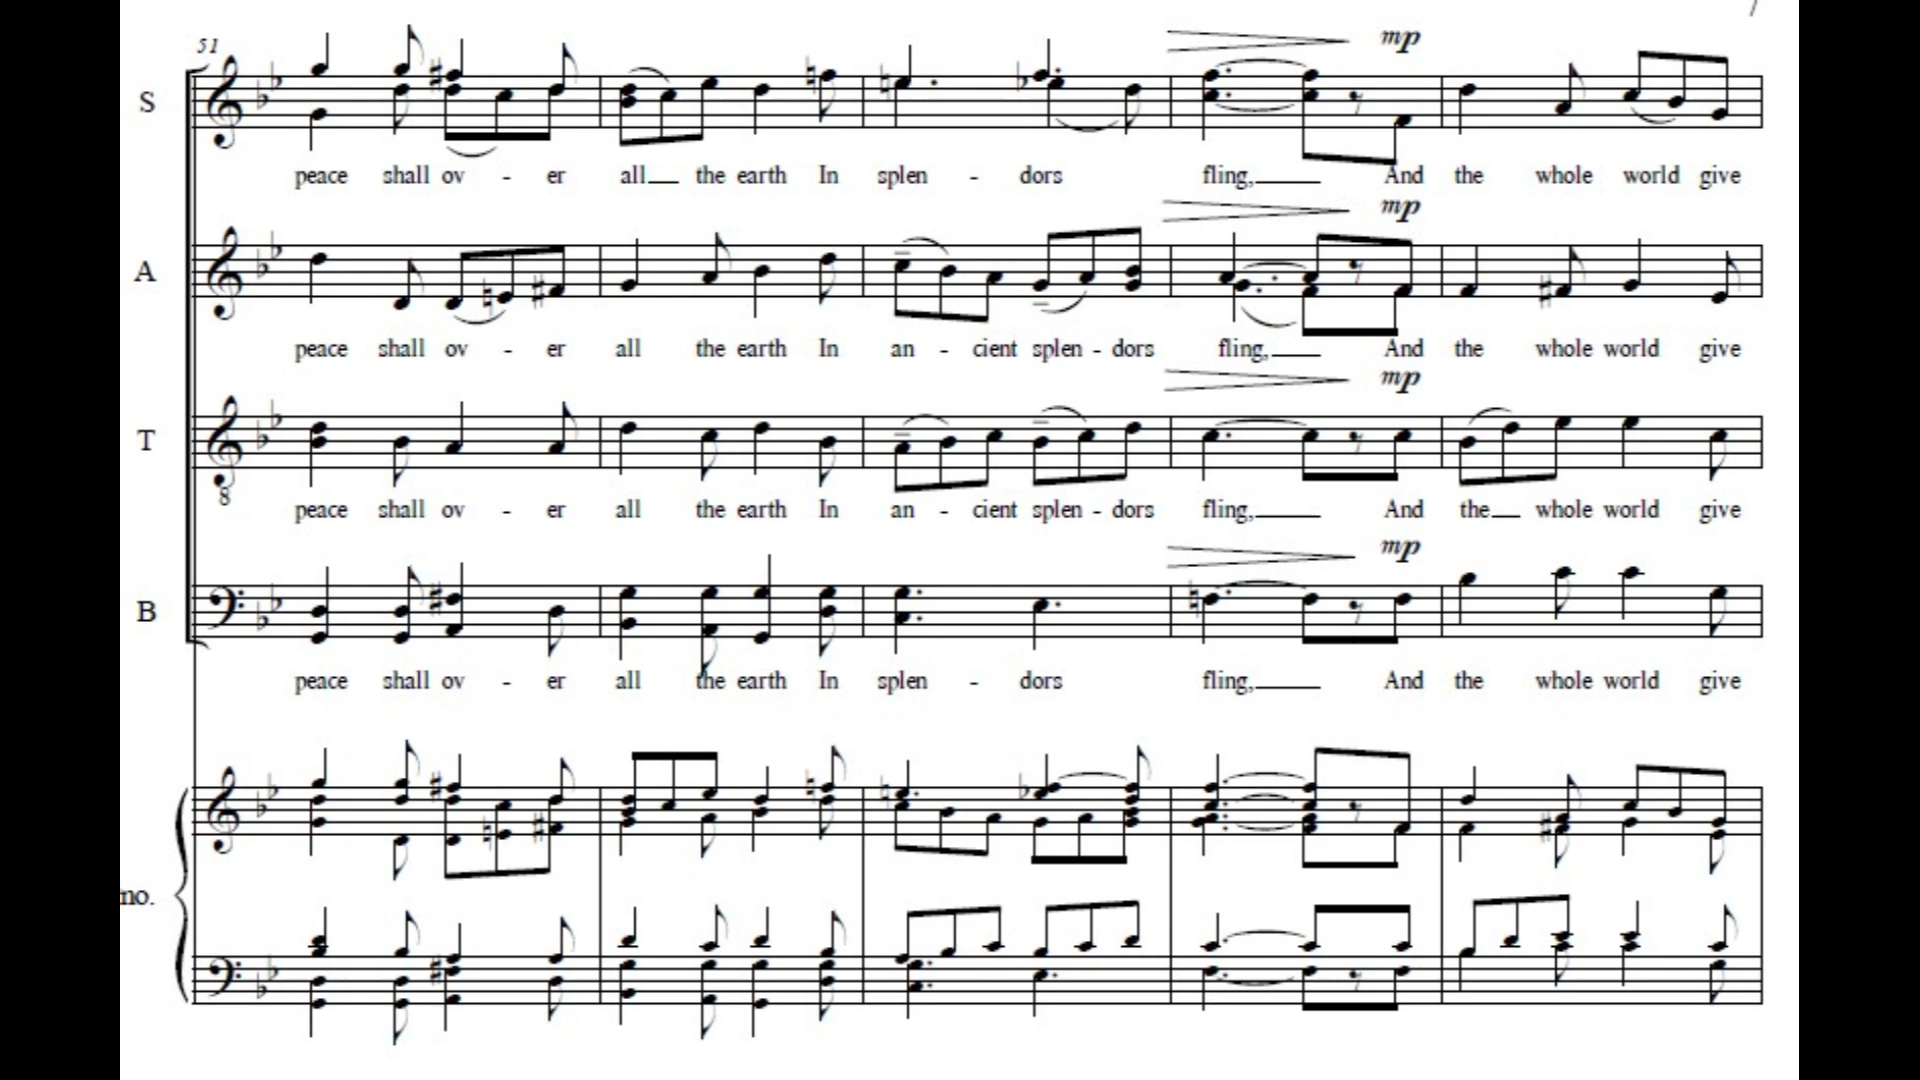 7
51
mp
S
peace shall ov - er all the earth In splen - dors fling, And the whole world give
mp
A
peace shall ov - er all the earth In an - cient splen - dors fling, And the whole world give
mp
T
8
peace shall ov - er all the earth In an - cient splen - dors fling, And the whole world give
mp
B
peace shall ov - er all the earth In splen - dors fling, And the whole world give
no.